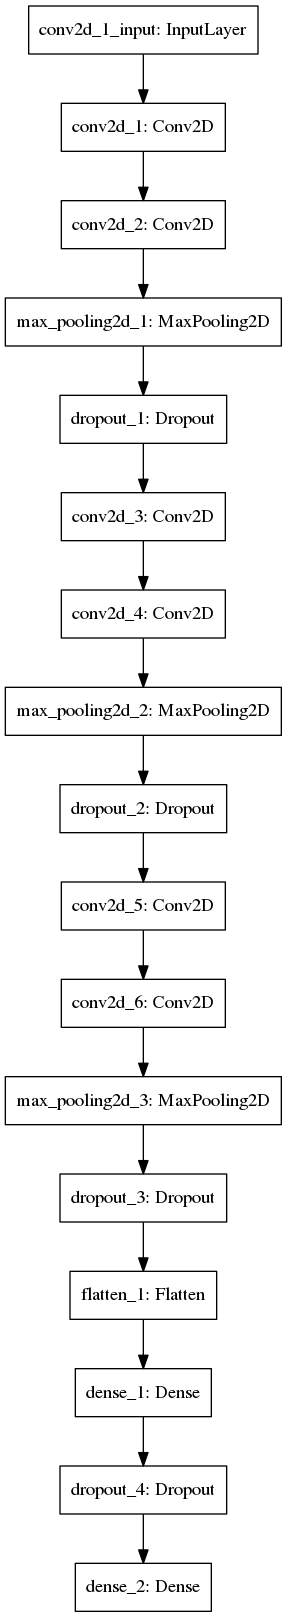 conv2d_1_input: InputLayer
conv2d_1: Conv2D
conv2d_2: Conv2D
max_pooling2d_1: MaxPooling2D
dropout_1: Dropout
conv2d_3: Conv2D
conv2d_4: Conv2D
max_pooling2d_2: MaxPooling2D
dropout_2: Dropout
conv2d_5: Conv2D
conv2d_6: Conv2D
max_pooling2d_3: MaxPooling2D
dropout_3: Dropout
flatten_1: Flatten
dense_1: Dense
dropout_4: Dropout
dense_2: Dense